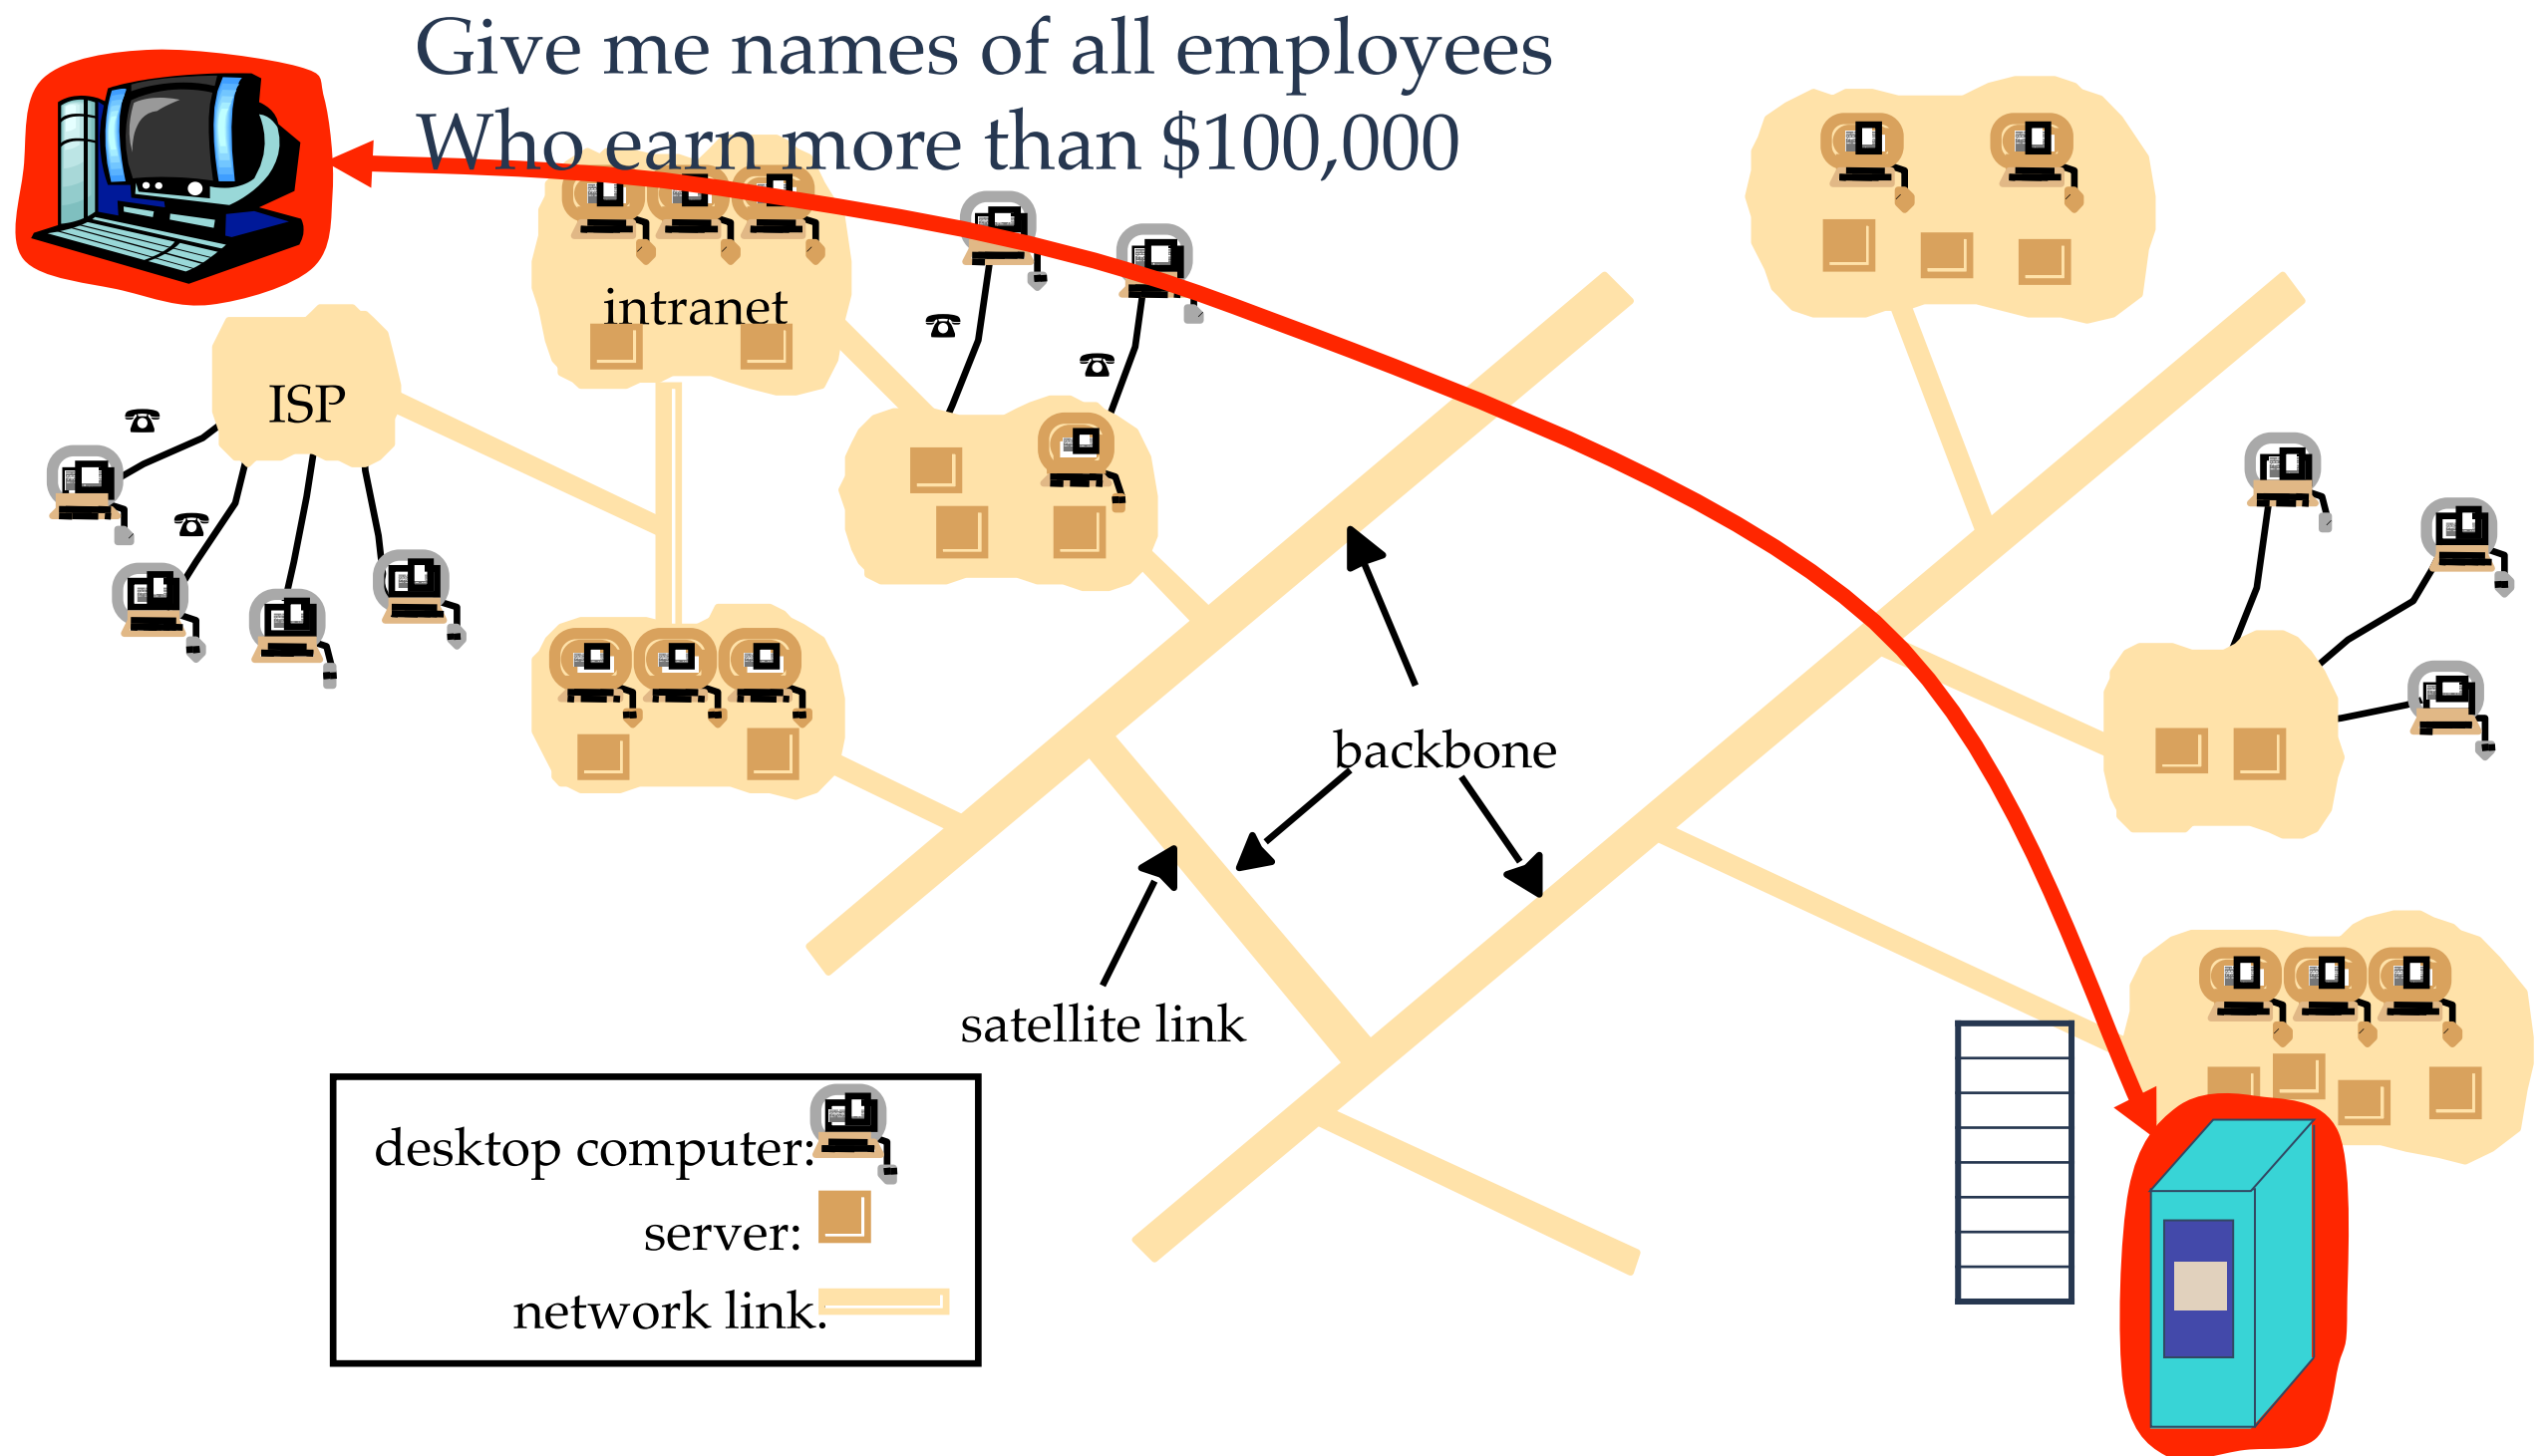 Give me names of all employees
Who earn more than $100,000
intranet
ISP
backbone
satellite link
desktop computer:
server:
network link: